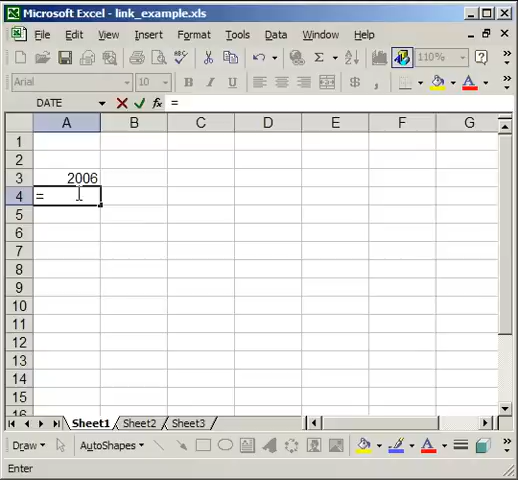 Microsoft Excel - link_example.xls
File Edit View Insert Format Tools Data Window Help
110%
Arial 10 B I U $
DATE fx =
A B C D E F G
1
2
3 2006
4 =
5
6
7
8
9
10
11
12
13
14
15
16
Sheet1 Sheet2 Sheet3
Draw AutoShapes A A
Enter